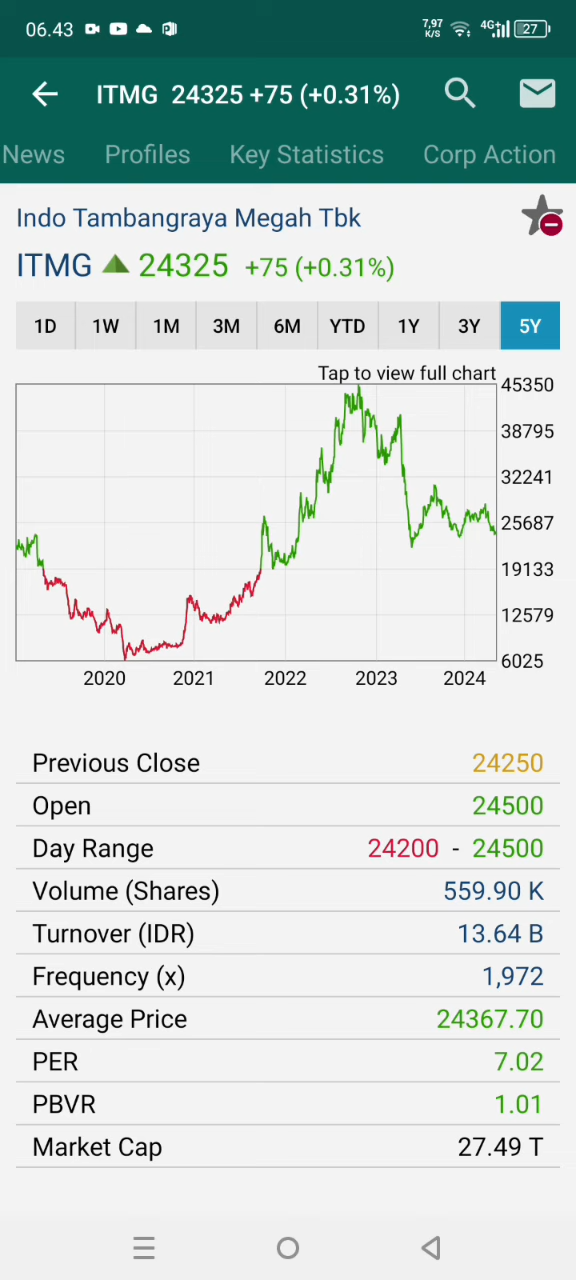 06.43 7,97 K/S 4G+ 27
ITMG 24325 +75 (+0.31%)
News Profiles Key Statistics Corp Action
Indo Tambangraya Megah Tbk
ITMG 24325 +75 (+0.31%)
1D 1W 1M 3M 6M YTD 1Y 3Y 5Y
Tap to view full chart
45350
38795
32241
25687
19133
12579
6025
2020 2021 2022 2023 2024
Previous Close 24250
Open 24500
Day Range 24200 - 24500
Volume (Shares) 559.90 K
Turnover (IDR) 13.64 B
Frequency (x) 1,972
Average Price 24367.70
PER 7.02
PBVR 1.01
Market Cap 27.49 T